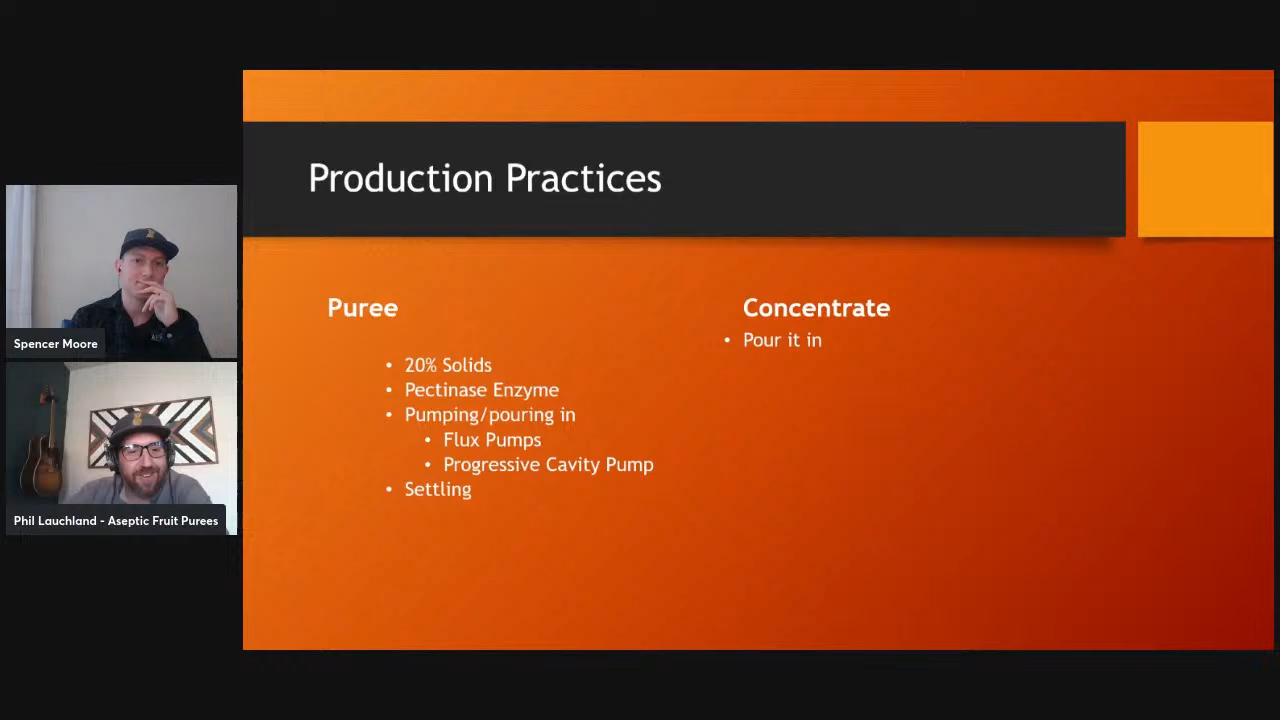 Production Practices
Puree
20% Solids
Pectinase Enzyme
Pumping/pouring in
Flux Pumps
Progressive Cavity Pump
Settling
Concentrate
Pour it in
Spencer Moore
Phil Lauchland - Aseptic Fruit Purees